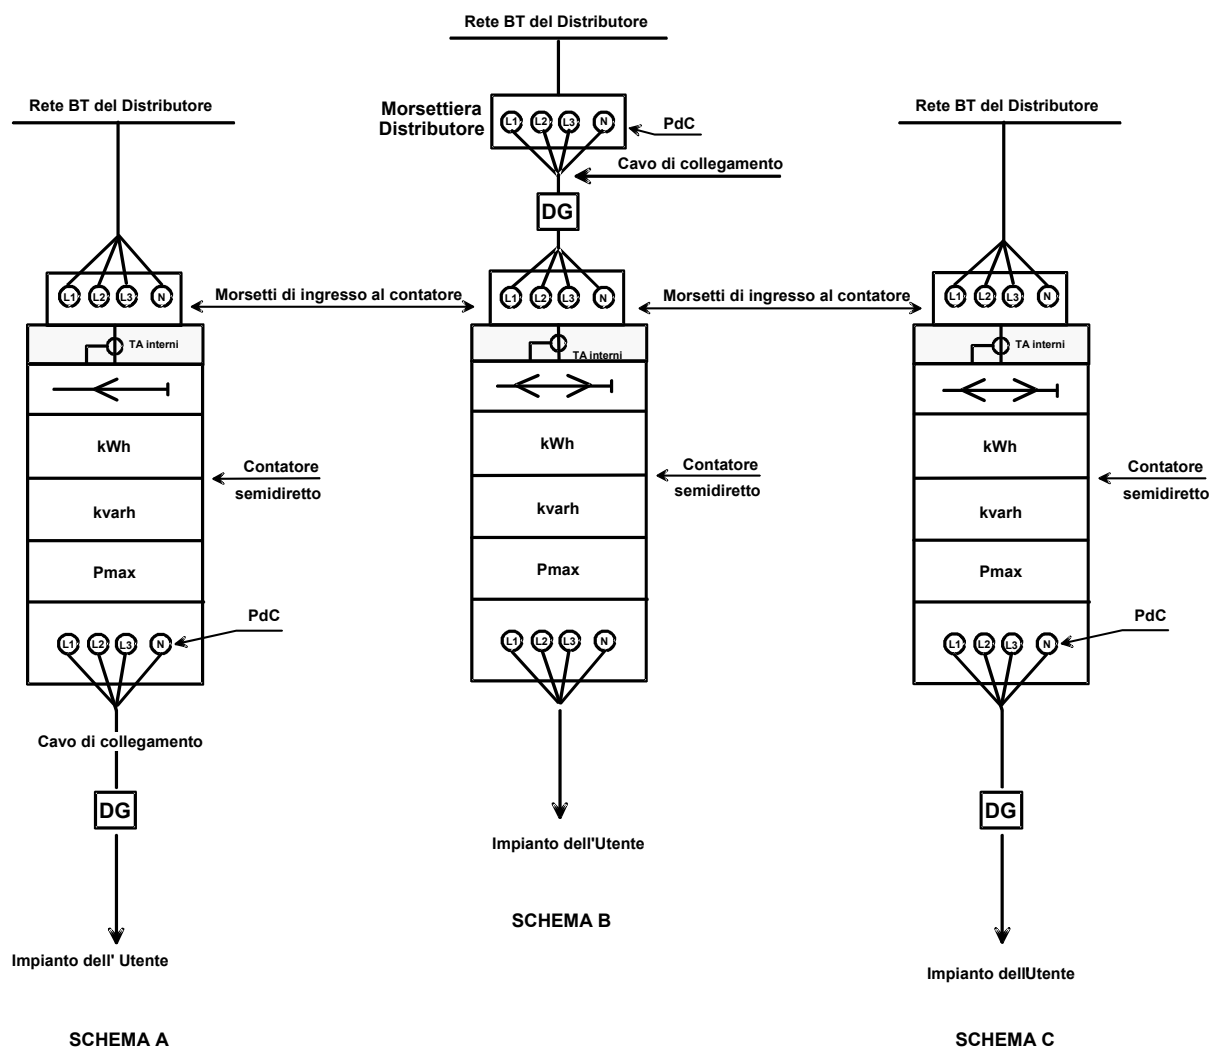 Rete BT del Distributore
Rete BT del Distributore
Morsettiera
Distributore
L1 L2 L3 N
PdC
Rete BT del Distributore
Cavo di collegamento
DG
L1 L2 L3 N
Morsetti di ingresso al contatore
L1 L2 L3 N
Morsetti di ingresso al contatore
L1 L2 L3 N
TA interni
TA interni
TA interni
kWh
kWh
kWh
Contatore
semidiretto
Contatore
semidiretto
Contatore
semidiretto
kvarh
kvarh
kvarh
Pmax
Pmax
Pmax
PdC
PdC
L1 L2 L3 N
L1 L2 L3 N
L1 L2 L3 N
Cavo di collegamento
DG
DG
Impianto dell'Utente
SCHEMA B
Impianto dell' Utente
Impianto dellUtente
SCHEMA A
SCHEMA C